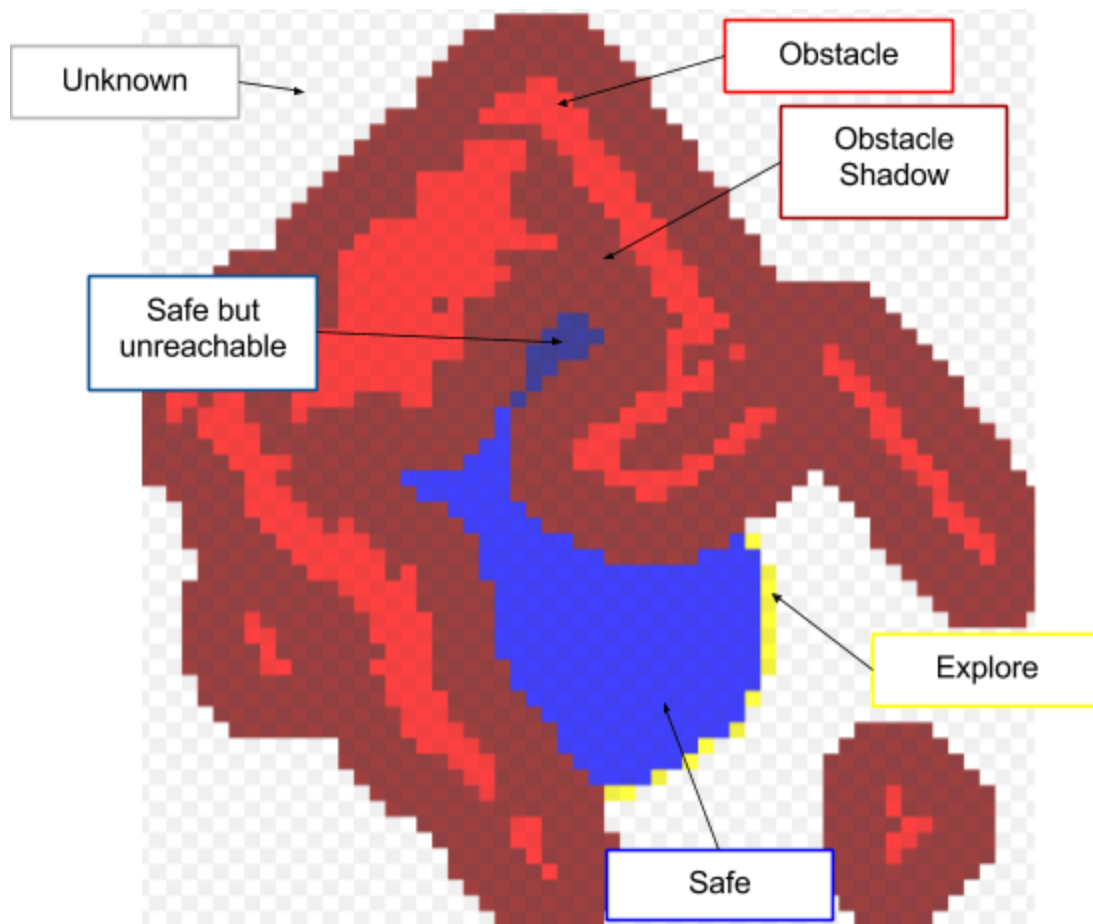 Obstacle
Unknown
Obstacle
Shadow
Safe but
unreachable
Explore
Safe